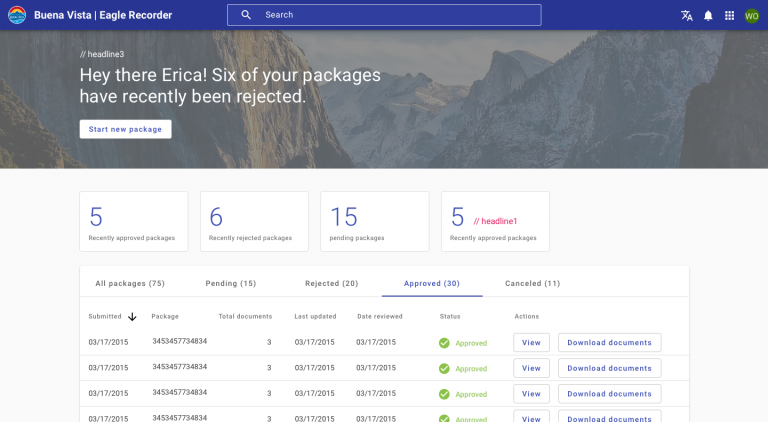 Buena Vista | Eagle Recorder
Search
WO
// headline3
Hey there Erica! Six of your packages
have recently been rejected.
Start new package
5
Recently approved packages
6
Recently rejected packages
15
pending packages
5 // headline1
Recently approved packages
All packages (75) Pending (15) Rejected (20) Approved (30) Canceled (11)
Submitted Package Total documents Last updated Date reviewed Status Actions
03/17/2015 3453457734834 3 03/17/2015 03/17/2015 Approved View Download documents
03/17/2015 3453457734834 3 03/17/2015 03/17/2015 Approved View Download documents
03/17/2015 3453457734834 3 03/17/2015 03/17/2015 Approved View Download documents
03/17/2015 3453457734834 3 03/17/2015 03/17/2015 Approved View Download documents